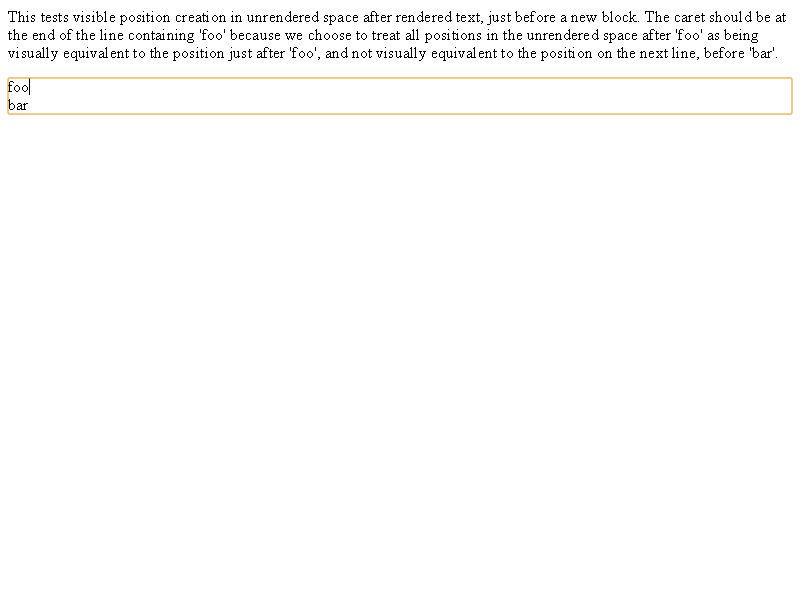 This tests visible position creation in unrendered space after rendered text, just before a new block. The caret should be at
the end of the line containing 'foo' because we choose to treat all positions in the unrendered space after 'foo' as being
visually equivalent to the position just after 'foo', and not visually equivalent to the position on the next line, before 'bar'.
foo
bar